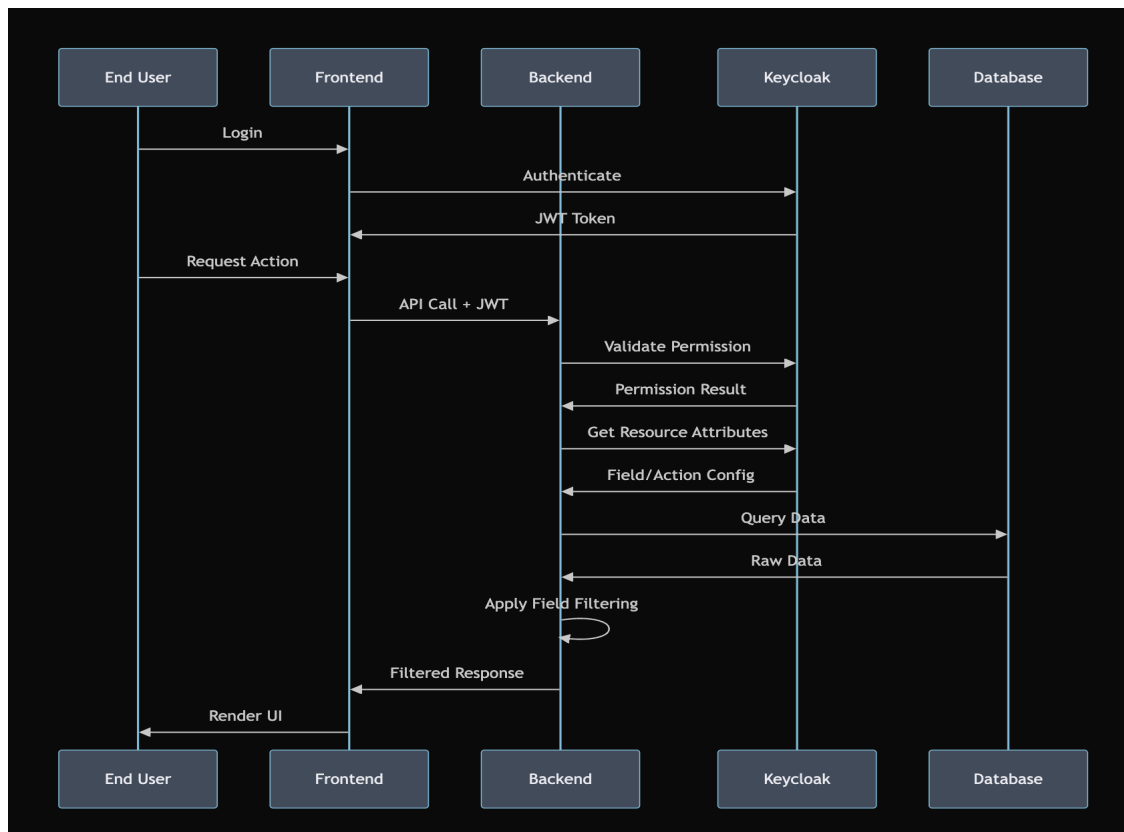 End User
Frontend
Backend
Keycloak
Database
Login
Authenticate
JWT Token
Request Action
API Call + JWT
Validate Permission
Permission Result
Get Resource Attributes
Field/Action Config
Query Data
Raw Data
Apply Field Filtering
Filtered Response
Render UI
End User
Frontend
Backend
Keycloak
Database